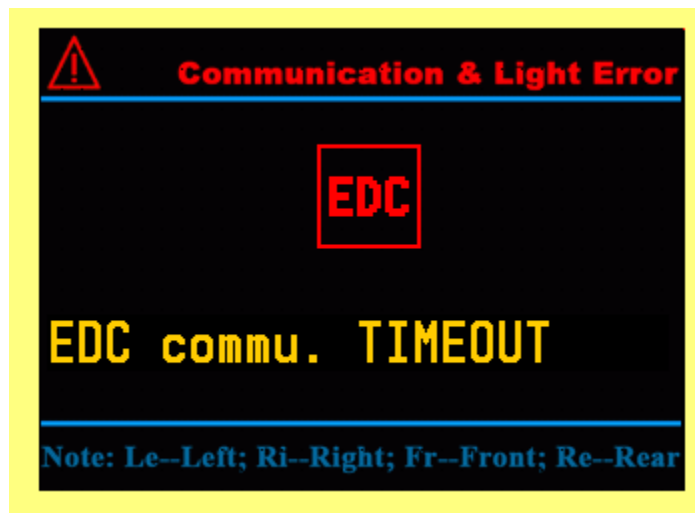 Communication & Light Error
EDC
EDC commu. TIMEOUT
Note: Le--Left; Ri--Right; Fr--Front; Re--Rear